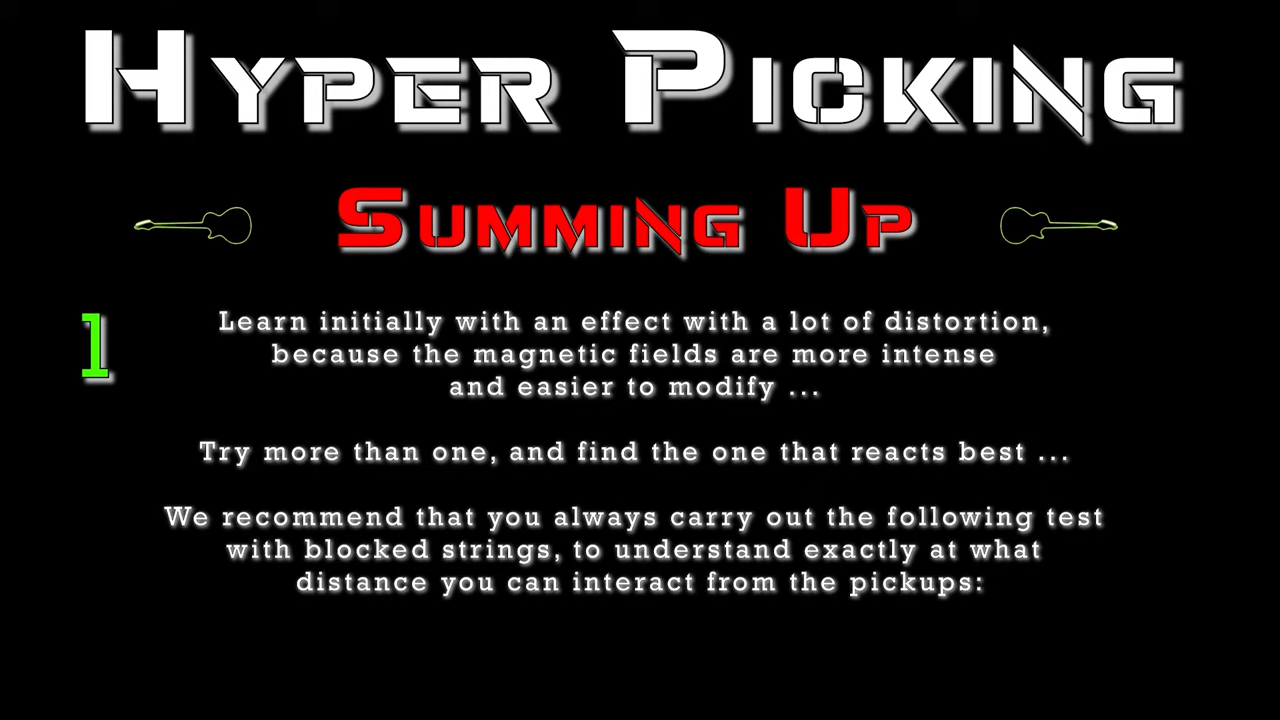 HYPER PICKING
SUMMING UP
1
Learn initially with an effect with a lot of distortion,
because the magnetic fields are more intense
and easier to modify ...
Try more than one, and find the one that reacts best ...
We recommend that you always carry out the following test
with blocked strings, to understand exactly at what
distance you can interact from the pickups: